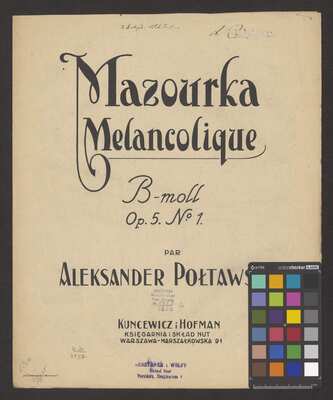 Mazourka
Melancolique
B-moll
Op. 5. No 1.
PAR
ALEKSANDER POŁTAWS
KUNCEWICZ i HOFMAN
KSIĘGARNIA i SKŁAD NUT
WARSZAWA - MARSZAŁKOWSKA 91